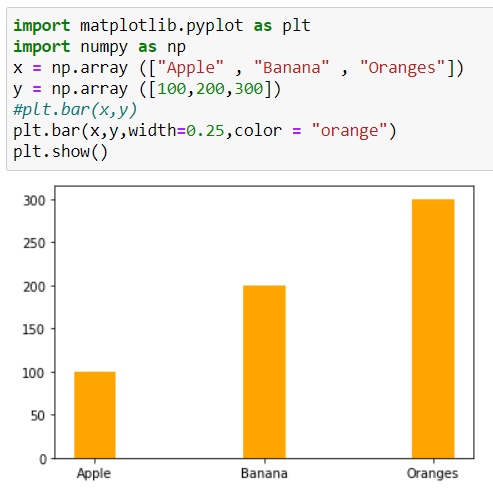 import matplotlib.pyplot as plt
import numpy as np
x = np.array (["Apple" , "Banana" , "Oranges"])
y = np.array ([100,200,300])
#plt.bar(x,y)
plt.bar(x,y,width=0.25,color = "orange")
plt.show()
300
250
200
150
100
50
0
Apple Banana Oranges